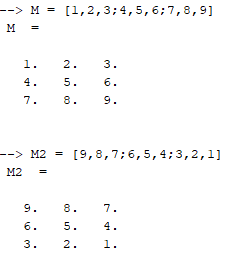 --> M = [1,2,3;4,5,6;7,8,9]
M  =
1.  2.  3.
4.  5.  6.
7.  8.  9.
--> M2 = [9,8,7;6,5,4;3,2,1]
M2  =
9.  8.  7.
6.  5.  4.
3.  2.  1.